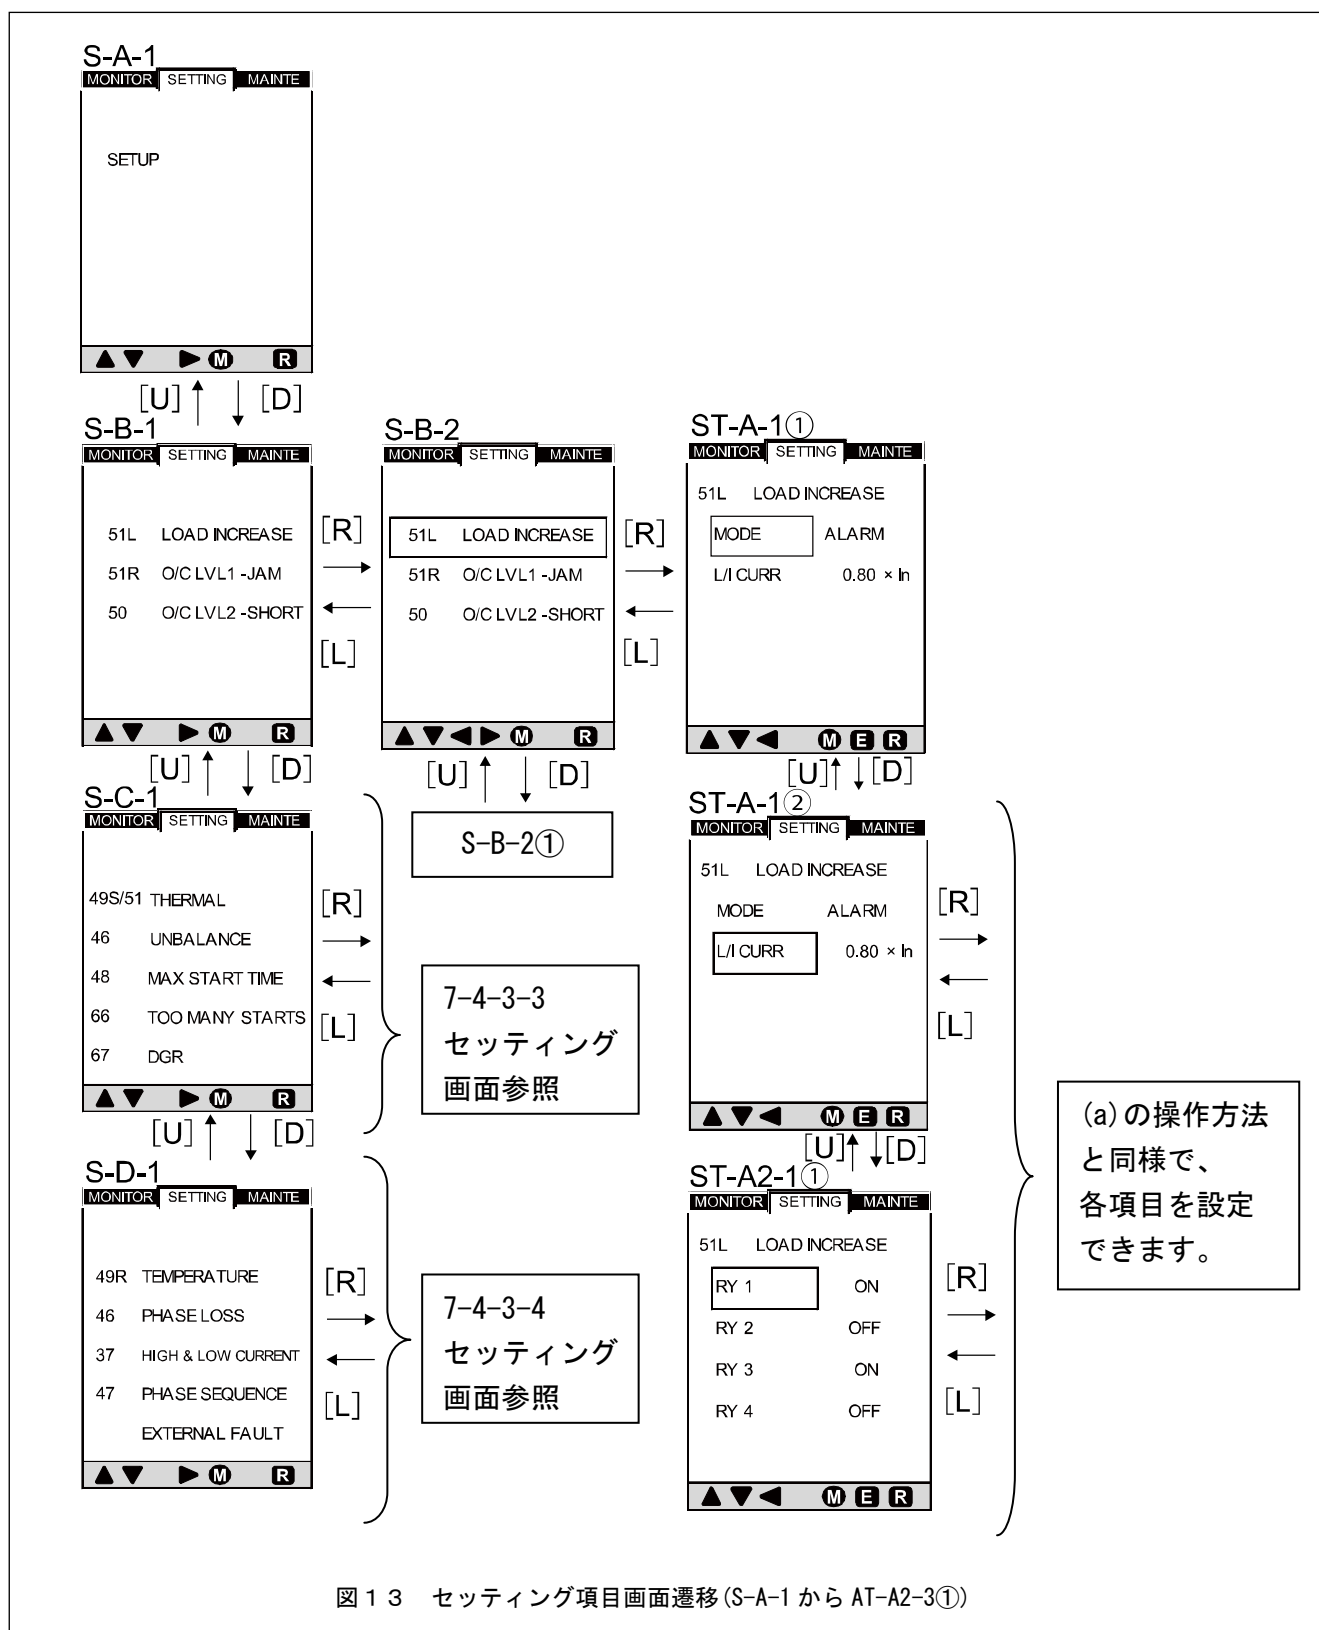 S-A-1
MONITOR SETTING MAINTE
SETUP
M R
[U] [D]
S-B-1
MONITOR SETTING MAINTE
51L LOAD INCREASE
51R O/C LVL1 -JAM
50 O/C LVL2 -SHORT
M R
[R]
[L]
S-B-2
MONITOR SETTING MAINTE
51L LOAD INCREASE
51R O/C LVL1 -JAM
50 O/C LVL2 -SHORT
M R
[R]
[L]
ST-A-1①
MONITOR SETTING MAINTE
51L LOAD INCREASE
MODE ALARM
L/I CURR 0.80 × In
M E R
[U] [D]
[U] [D]
[U] [D]
S-C-1
MONITOR SETTING MAINTE
49S/51 THERMAL
46 UNBALANCE
48 MAX START TIME
66 TOO MANY STARTS
67 DGR
M R
[R]
[L]
S-B-2①
7-4-3-3
セッティング
画面参照
ST-A-1②
MONITOR SETTING MAINTE
51L LOAD INCREASE
MODE ALARM
L/I CURR 0.80 × In
M E R
[R]
[L]
(a)の操作方法
と同様で、
各項目を設定
できます。
[U] [D]
[U] [D]
S-D-1
MONITOR SETTING MAINTE
49R TEMPERATURE
46 PHASE LOSS
37 HIGH & LOW CURRENT
47 PHASE SEQUENCE
EXTERNAL FAULT
M R
[R]
[L]
7-4-3-4
セッティング
画面参照
ST-A2-1①
MONITOR SETTING MAINTE
51L LOAD INCREASE
RY 1 ON
RY 2 OFF
RY 3 ON
RY 4 OFF
M E R
[R]
[L]
図１３ セッティング項目画面遷移(S-A-1 から AT-A2-3①)